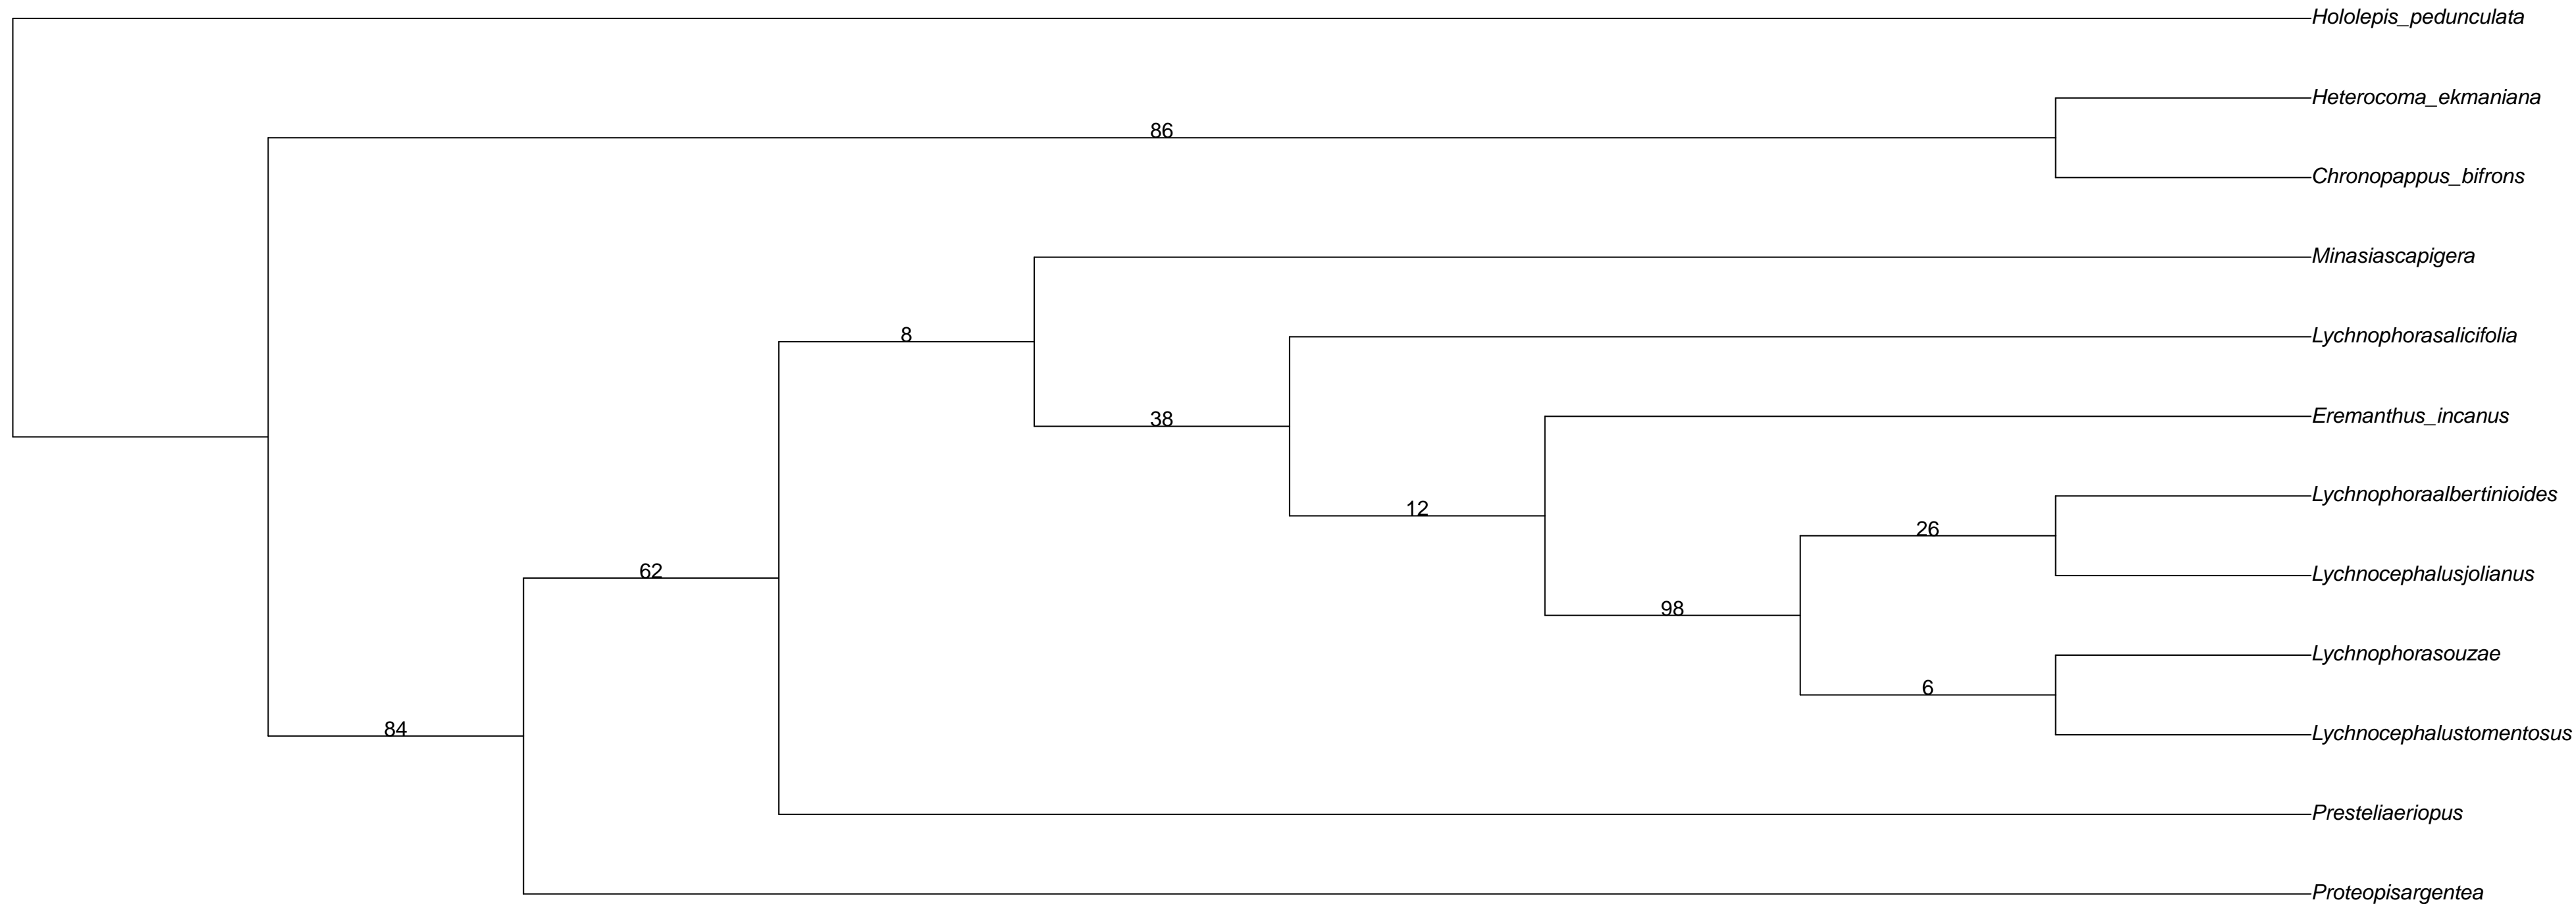 Hololepis_pedunculata
Heterocoma_ekmaniana
86
Chronopappus_bifrons
Minasiascapigera
8
Lychnophorasalicifolia
38
Eremanthus_incanus
Lychnophoraalbertinioides
12
26
62
Lychnocephalusjolianus
98
Lychnophorasouzae
6
84
Lychnocephalustomentosus
Presteliaeriopus
Proteopisargentea